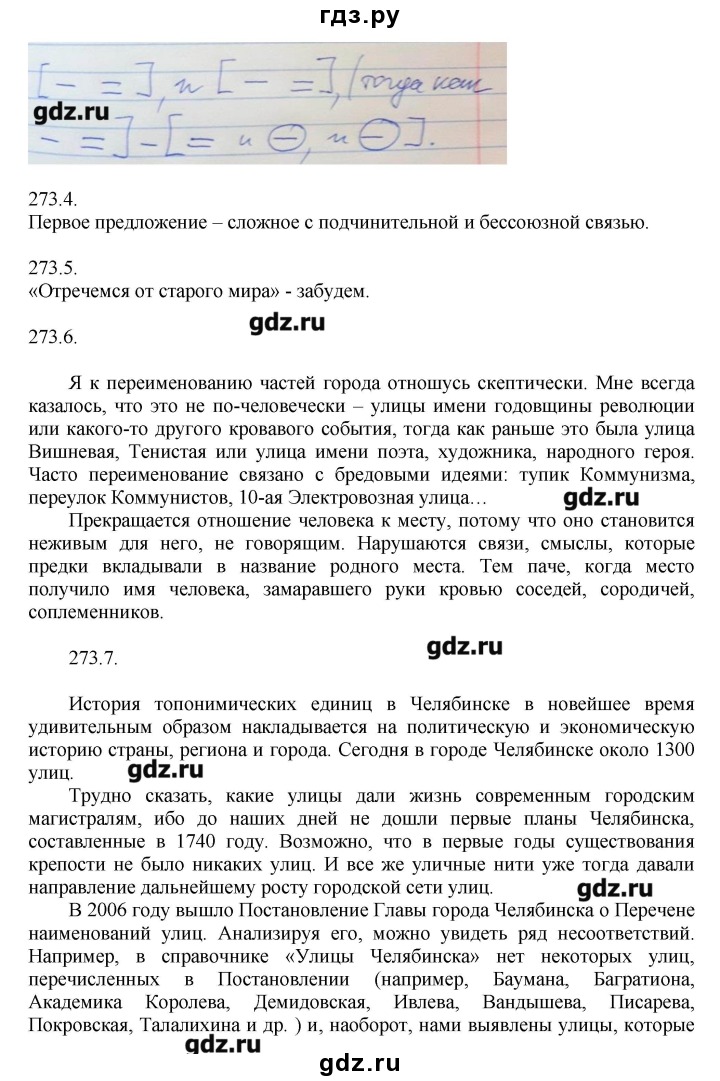 гдз.ру
[ – = ], и [ – = ], (тогда как
gdz.ru
– = ] – [ = и –, и – ].
273.4.
Первое предложение – сложное с подчинительной и бессоюзной связью.
273.5.
«Отречемся от старого мира» - забудем.
gdz.ru
273.6.
Я к переименованию частей города отношусь скептически. Мне всегда
казалось, что это не по-человечески – улицы имени годовщины революции
или какого-то другого кровавого события, тогда как раньше это была улица
Вишневая, Тенистая или улица имени поэта, художника, народного героя.
Часто переименование связано с бредовыми идеями: тупик Коммунизма,
переулок Коммунистов, 10-ая Электровозная улица…
gdz.ru
Прекращается отношение человека к месту, потому что оно становится
неживым для него, не говорящим. Нарушаются связи, смыслы, которые
предки вкладывали в название родного места. Тем паче, когда место
получило имя человека, замаравшего руки кровью соседей, сородичей,
соплеменников.
gdz.ru
273.7.
История топонимических единиц в Челябинске в новейшее время
удивительным образом накладывается на политическую и экономическую
историю страны, региона и города. Сегодня в городе Челябинске около 1300
улиц.
gdz.ru
Трудно сказать, какие улицы дали жизнь современным городским
магистралям, ибо до наших дней не дошли первые планы Челябинска,
составленные в 1740 году. Возможно, что в первые годы существования
крепости не было никаких улиц. И все же уличные нити уже тогда давали
направление дальнейшему росту городской сети улиц.
gdz.ru
В 2006 году вышло Постановление Главы города Челябинска о Перечене
наименований улиц. Анализируя его, можно увидеть ряд несоответствий.
Например, в справочнике «Улицы Челябинска» нет некоторых улиц,
перечисленных в Постановлении (например, Баумана, Багратиона,
Академика Королева, Демидовская, Ивлева, Вандышева, Писарева,
Покровская, Талалихина и др. ) и, наоборот, нами выявлены улицы, которые
gdz.ru
gdz.ru